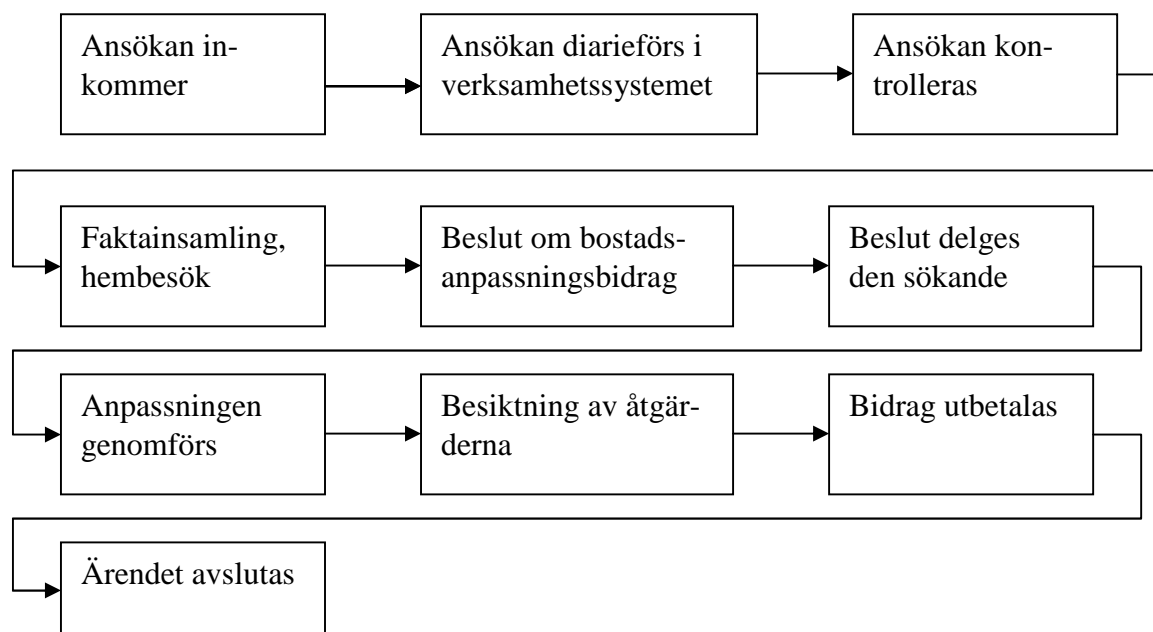 Ansökan in-
kommer
Ansökan diarieförs i
verksamhetssystemet
Ansökan kon-
trolleras
Faktainsamling,
hembesök
Beslut om bostads-
anpassningsbidrag
Beslut delges
den sökande
Anpassningen
genomförs
Besiktning av åtgär-
derna
Bidrag utbetalas
Ärendet avslutas